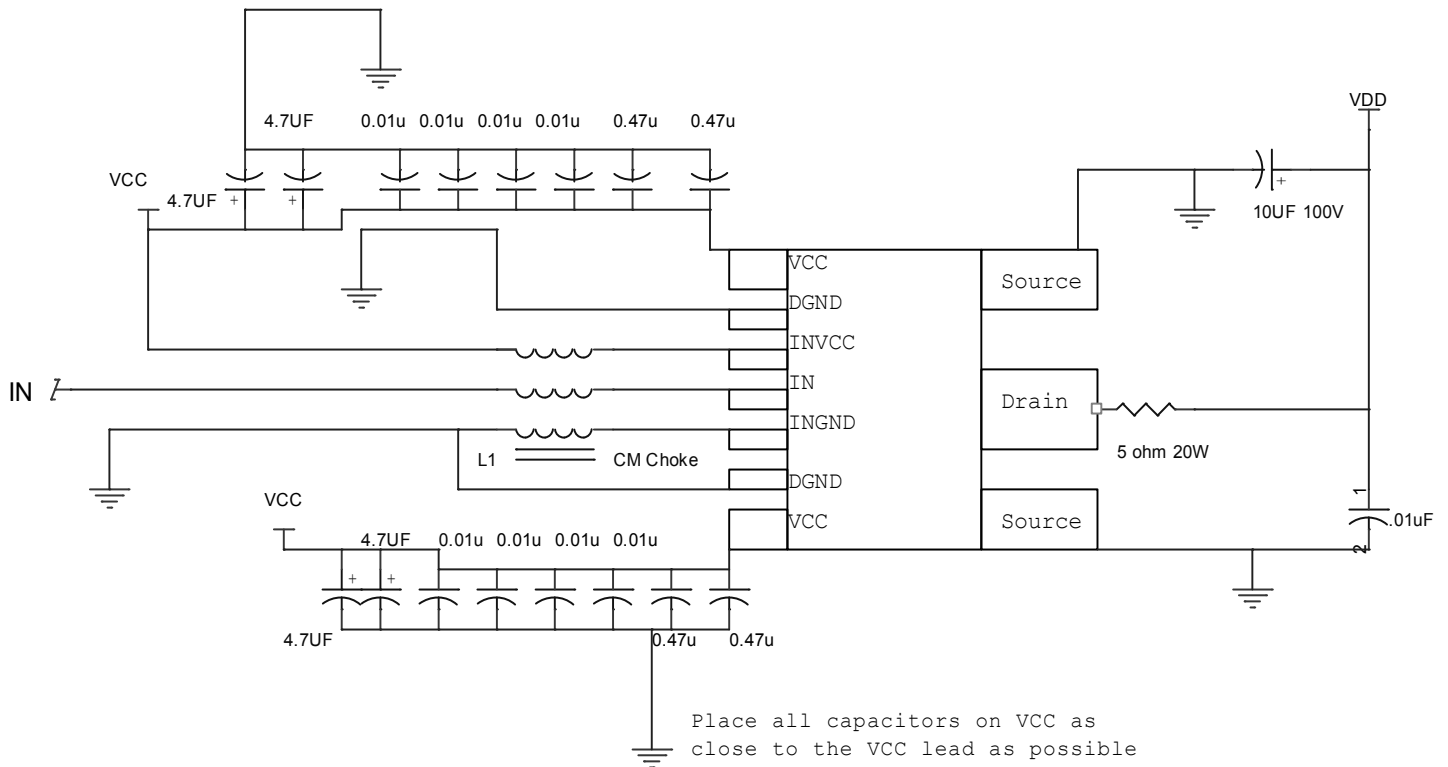 4.7UF 0.01u 0.01u 0.01u 0.01u 0.47u 0.47u
VDD
VCC
4.7UF + +
+
10UF 100V
VCC
Source
DGND
INVCC
IN
IN
Drain
INGND
5 ohm 20W
L1 CM Choke
DGND
VCC
VCC
Source
1
.01uF
2
4.7UF 0.01u 0.01u 0.01u 0.01u
+ +
4.7UF 0.47u 0.47u
Place all capacitors on VCC as
close to the VCC lead as possible